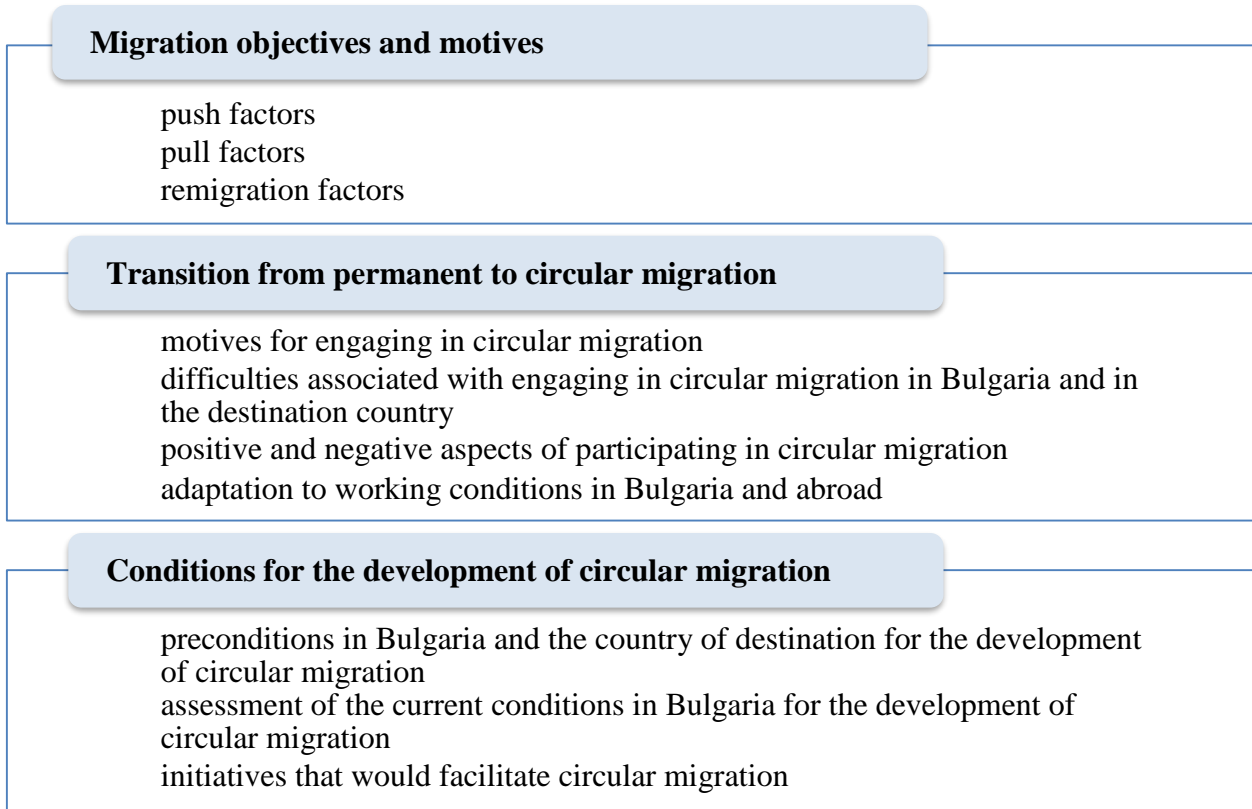 Migration objectives and motives
push factors
pull factors
remigration factors
Transition from permanent to circular migration
motives for engaging in circular migration
difficulties associated with engaging in circular migration in Bulgaria and in
the destination country
positive and negative aspects of participating in circular migration
adaptation to working conditions in Bulgaria and abroad
Conditions for the development of circular migration
preconditions in Bulgaria and the country of destination for the development
of circular migration
assessment of the current conditions in Bulgaria for the development of
circular migration
initiatives that would facilitate circular migration